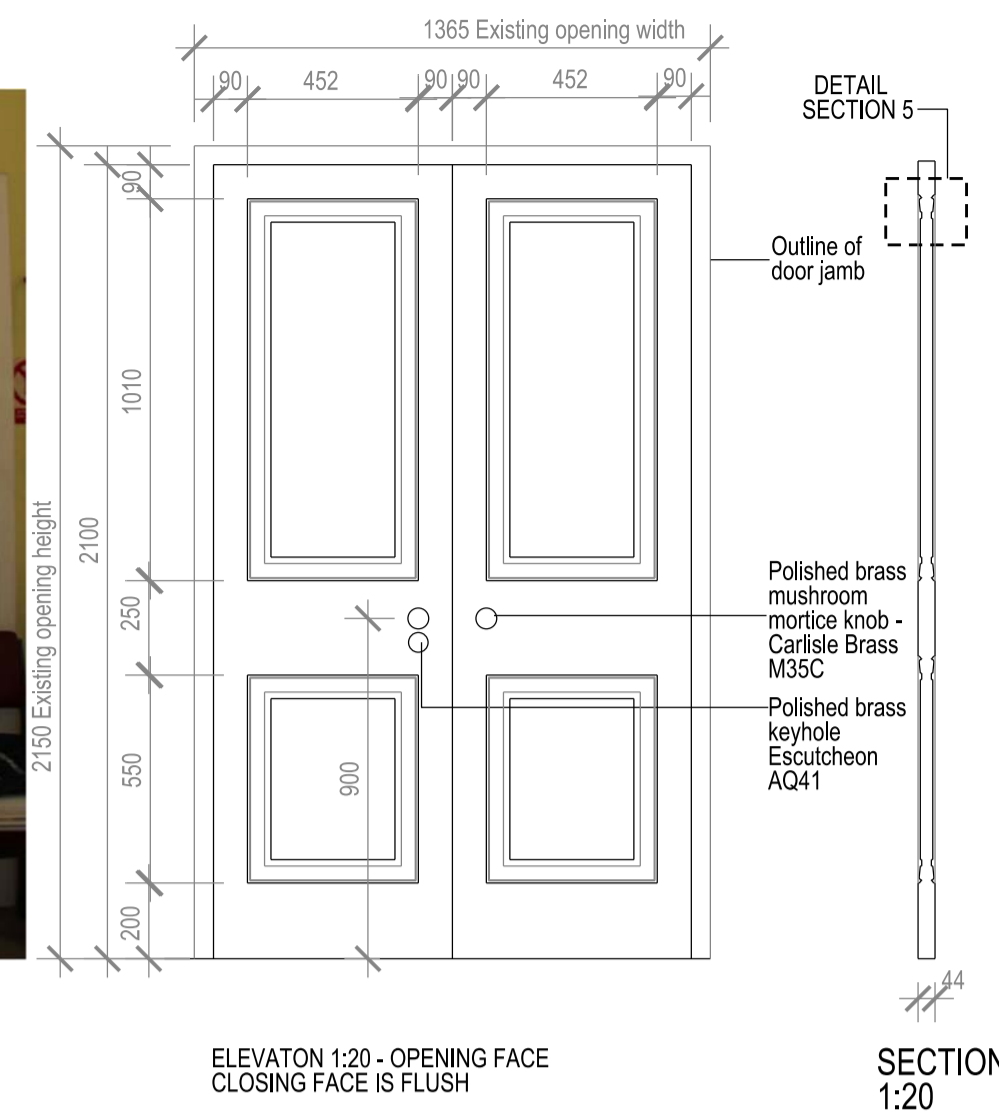 1365 Existing opening width
90 452 90 90 452 90
DETAIL
SECTION 5
90
Outline of
door jamb
1010
2150 Existing opening height
2100
250
Polished brass
mushroom
mortice knob -
Carlisle Brass
M35C
Polished brass
keyhole
Escutcheon
AQ41
550
900
200
44
ELEVATON 1:20 - OPENING FACE
CLOSING FACE IS FLUSH
SECTION
1:20